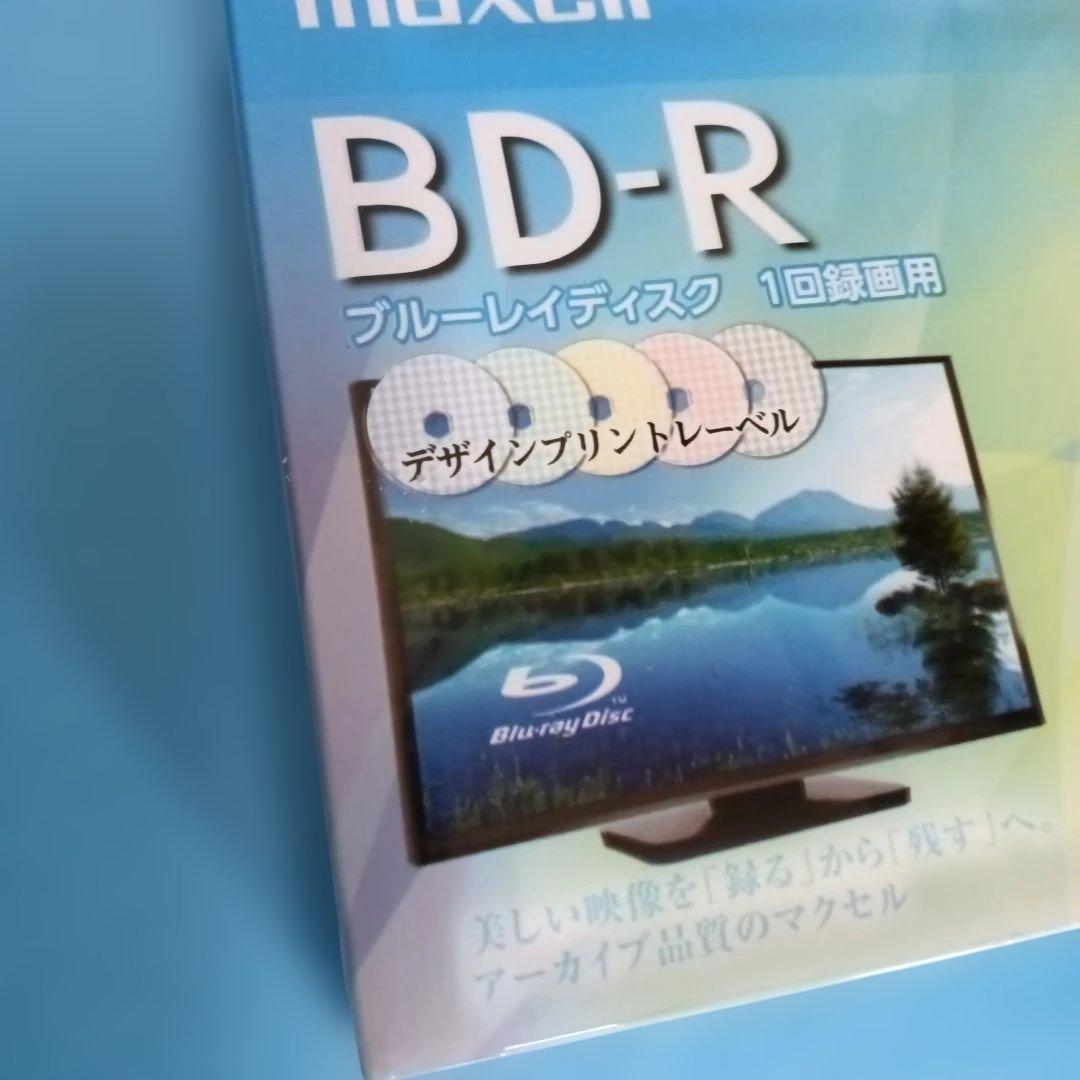 maxell
BD-R
ブルーレイディスク 1回録画用
デザインプリントレーベル
Blu-ray Disc™
美しい映像を「録る」から「残す」へ。
アーカイブ品質のマクセル